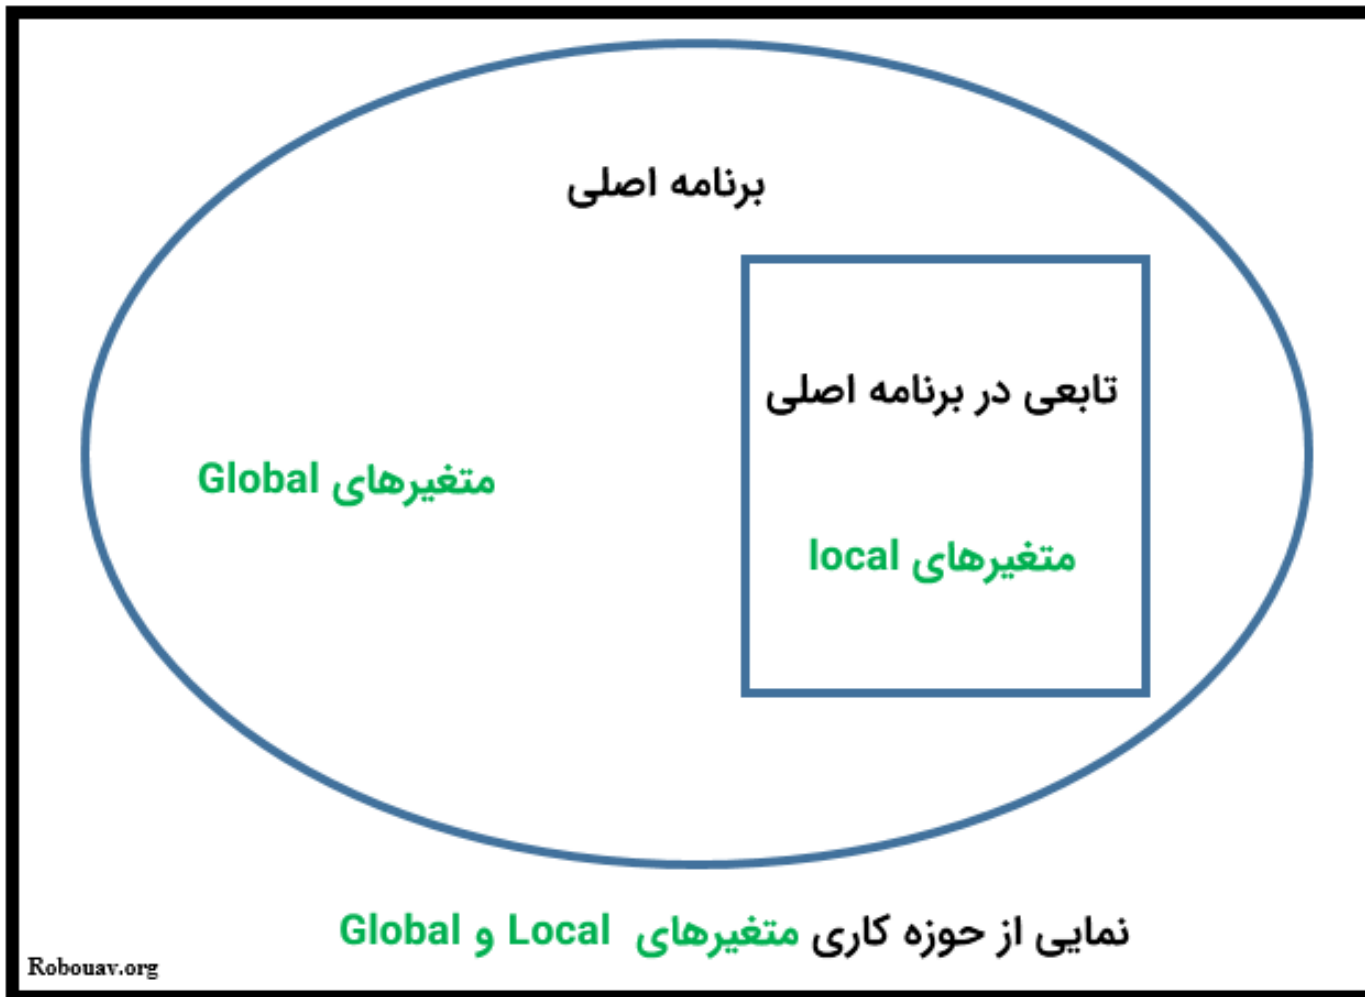 برنامه اصلی
تابعی در برنامه اصلی
متغیرهای Global
متغیرهای local
نمایی از حوزه کاری متغیرهای Local و Global
Robouav.org